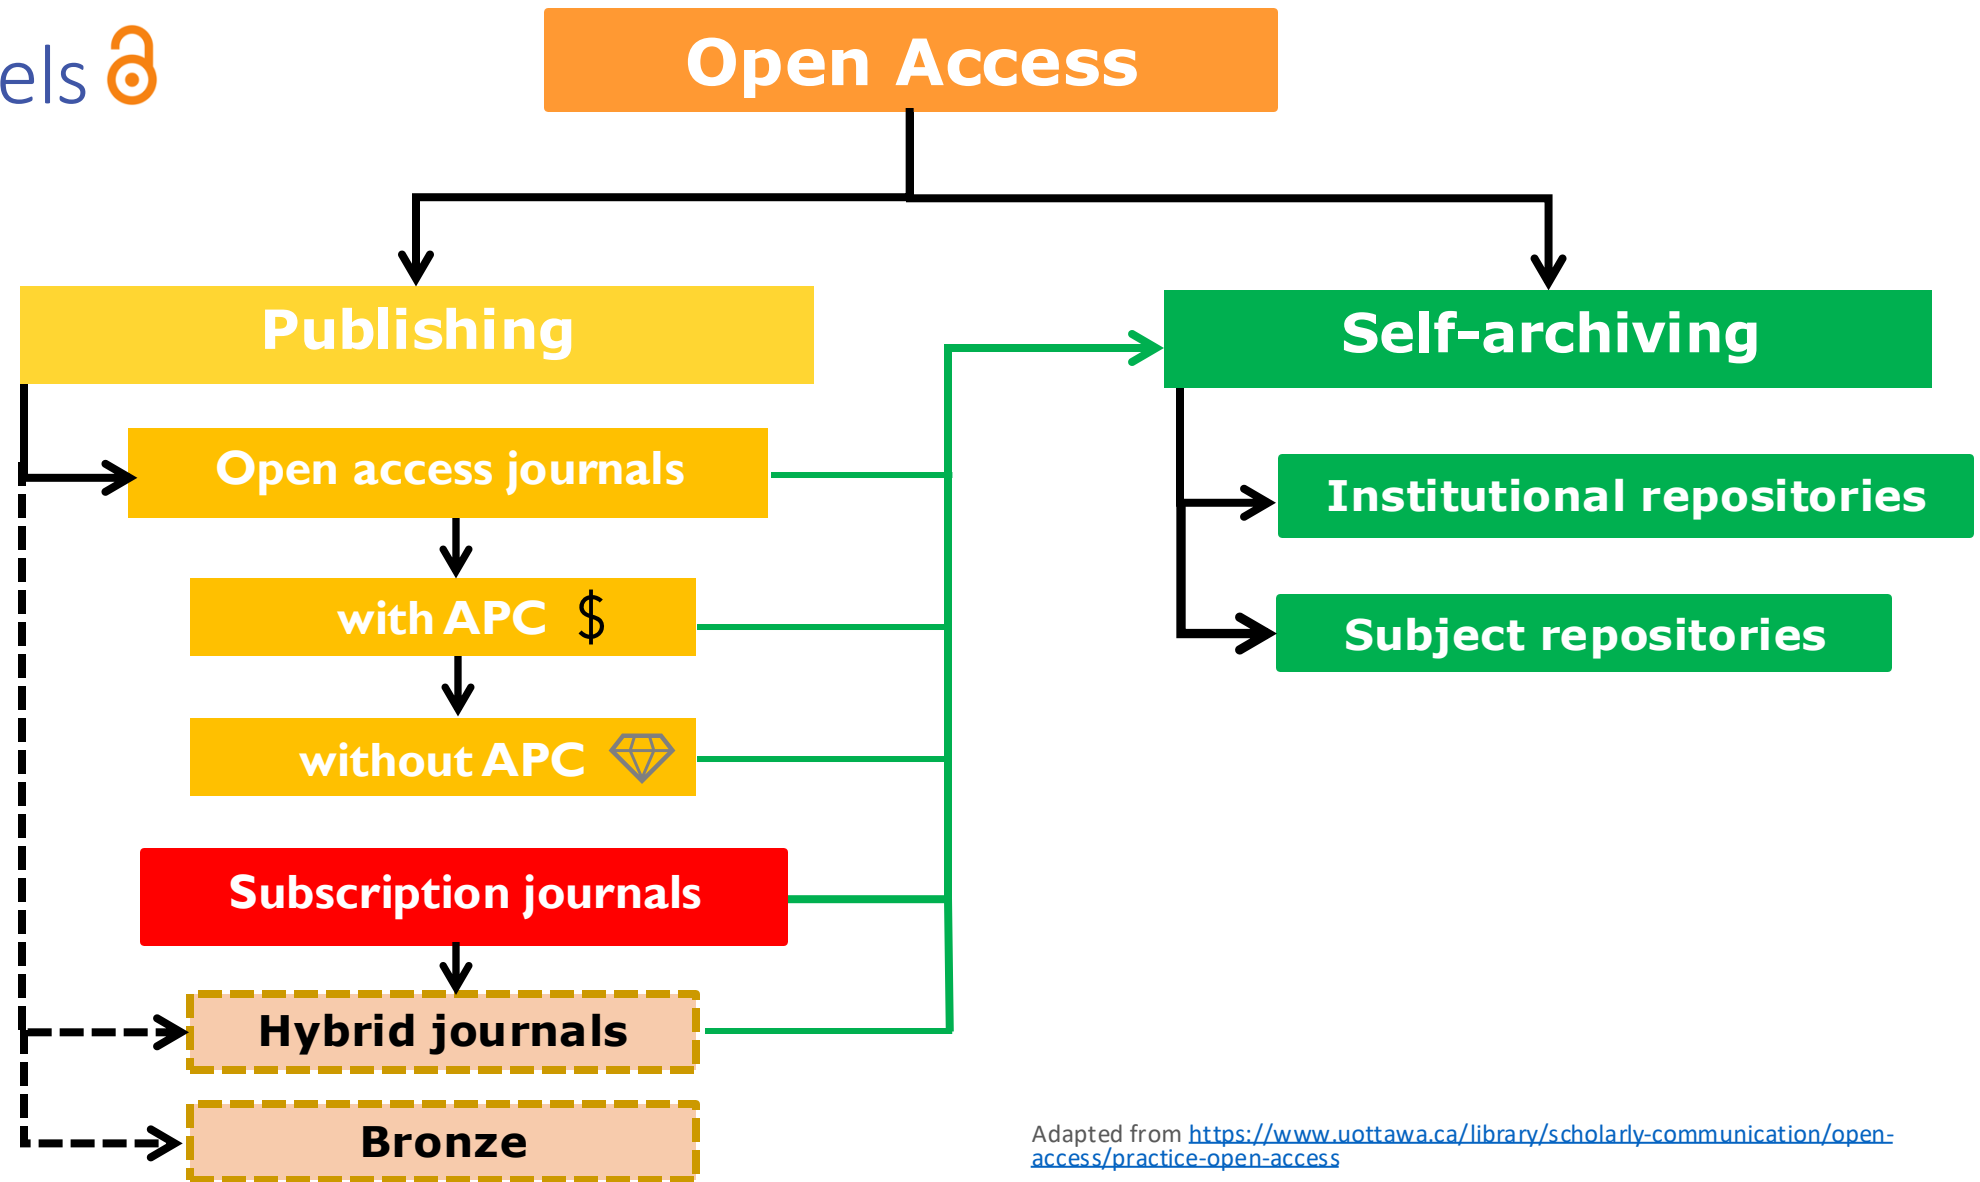 els
Open Access
Publishing
Self-archiving
Open access journals
Institutional repositories
with APC $
Subject repositories
without APC
Subscription journals
Hybrid journals
Bronze
Adapted from https://www.uottawa.ca/library/scholarly-communication/open-
access/practice-open-access